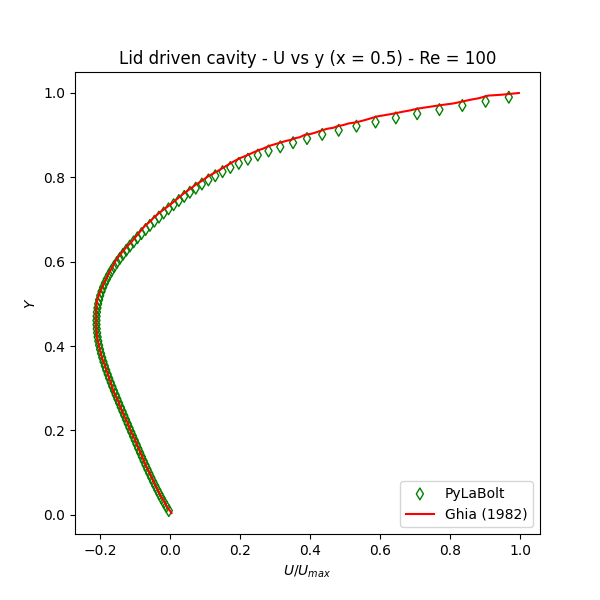 Lid driven cavity - U vs y (x = 0.5) - Re = 100
1.0
0.8
0.6
0.4
0.2
0.0
Y
−0.2 0.0 0.2 0.4 0.6 0.8 1.0
U/U_max
PyLaBolt
Ghia (1982)